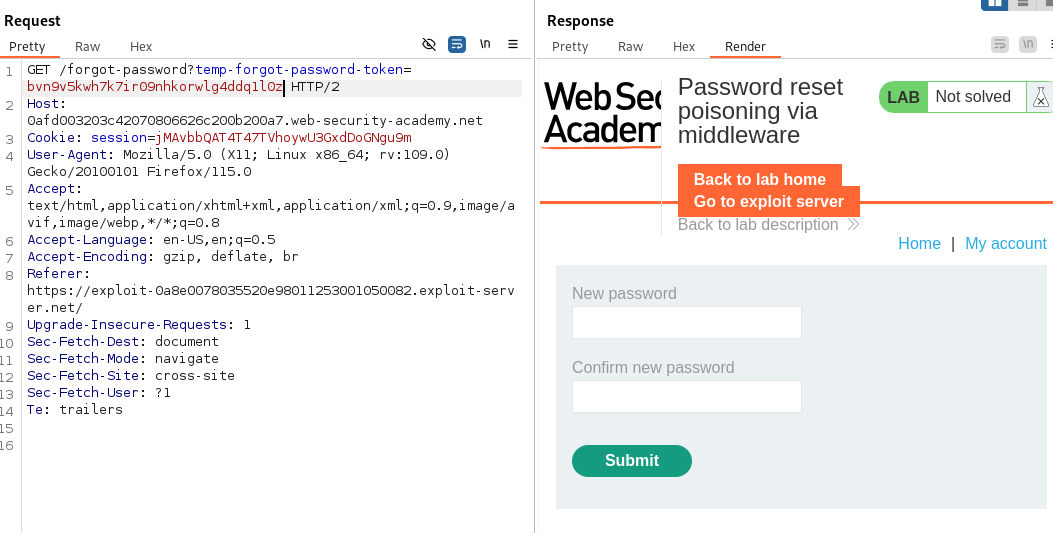 Request
Pretty Raw Hex
\n
1 GET /forgot-password?temp-forgot-password-token=
bvn9v5kwh7k7ir09nhkorwlg4ddq1l0z HTTP/2
2 Host:
0afd003203c42070806626c200b200a7.web-security-academy.net
3 Cookie: session=jMAvbbQAT4T47TVhoywU3GxdDoGNgu9m
4 User-Agent: Mozilla/5.0 (X11; Linux x86_64; rv:109.0)
Gecko/20100101 Firefox/115.0
5 Accept:
text/html,application/xhtml+xml,application/xml;q=0.9,image/a
vif,image/webp,*/*;q=0.8
6 Accept-Language: en-US,en;q=0.5
7 Accept-Encoding: gzip, deflate, br
8 Referer:
https://exploit-0a8e0078035520e98011253001050082.exploit-serv
er.net/
9 Upgrade-Insecure-Requests: 1
10 Sec-Fetch-Dest: document
11 Sec-Fetch-Mode: navigate
12 Sec-Fetch-Site: cross-site
13 Sec-Fetch-User: ?1
14 Te: trailers
15
16
Response
Pretty Raw Hex Render
\n
Web Sec
Academ
Password reset
poisoning via
middleware
LAB Not solved
Back to lab home
Go to exploit server
Back to lab description
Home | My account
New password
Confirm new password
Submit